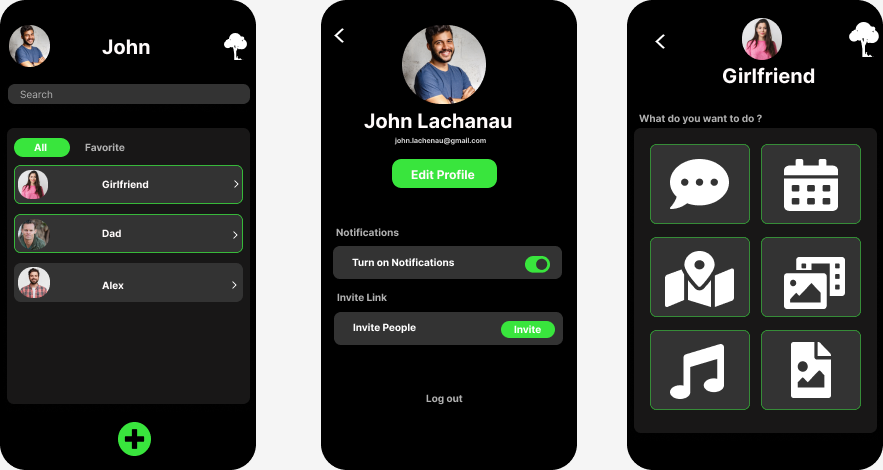 John
Search
All
Favorite
Girlfriend
Dad
Alex
John Lachanau
john.lachenau@gmail.com
Edit Profile
Notifications
Turn on Notifications
Invite Link
Invite People
Invite
Log out
Girlfriend
What do you want to do ?